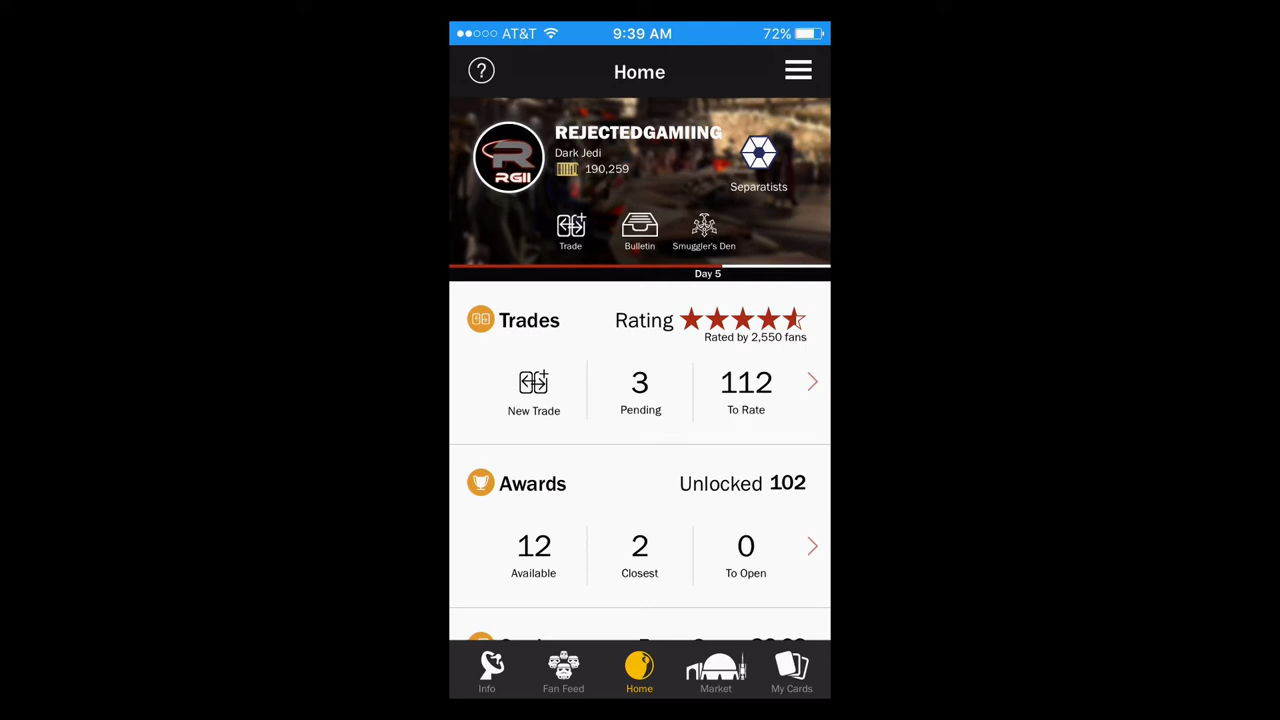 AT&T 9:39 AM 72%
? Home
REJECTEDGAMIING
Dark Jedi
190,259
R
RGII
Separatists
Trade Bulletin Smuggler's Den
Day 5
Trades Rating
Rated by 2,550 fans
3 112
New Trade Pending To Rate
Awards Unlocked 102
12 2 0
Available Closest To Open
Info Fan Feed Home Market My Cards